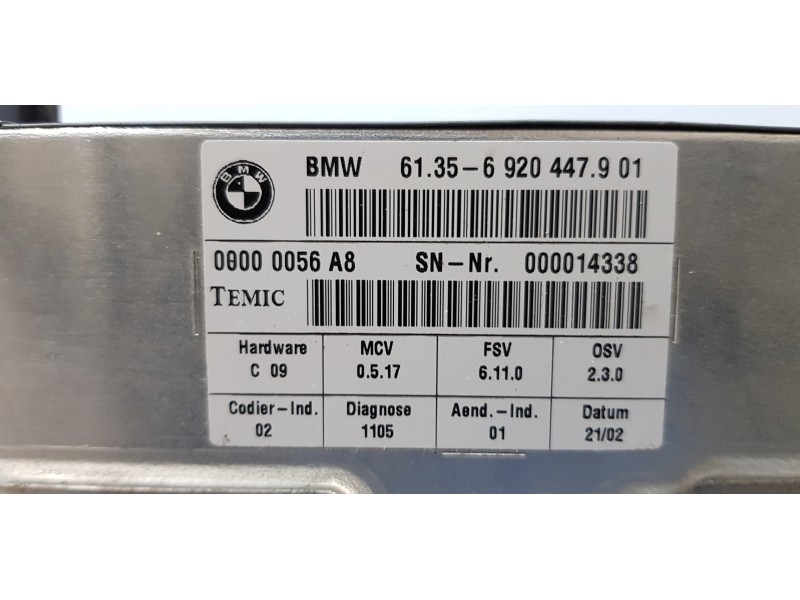 BMW
BMW 61.35-6 920 447.9 01
0000 0056 A8 SN-Nr. 000014338
TEMIC
Hardware MCV FSV OSV
C 09 0.5.17 6.11.0 2.3.0
Codier-Ind. Diagnose Aend.-Ind. Datum
02 1105 01 21/02